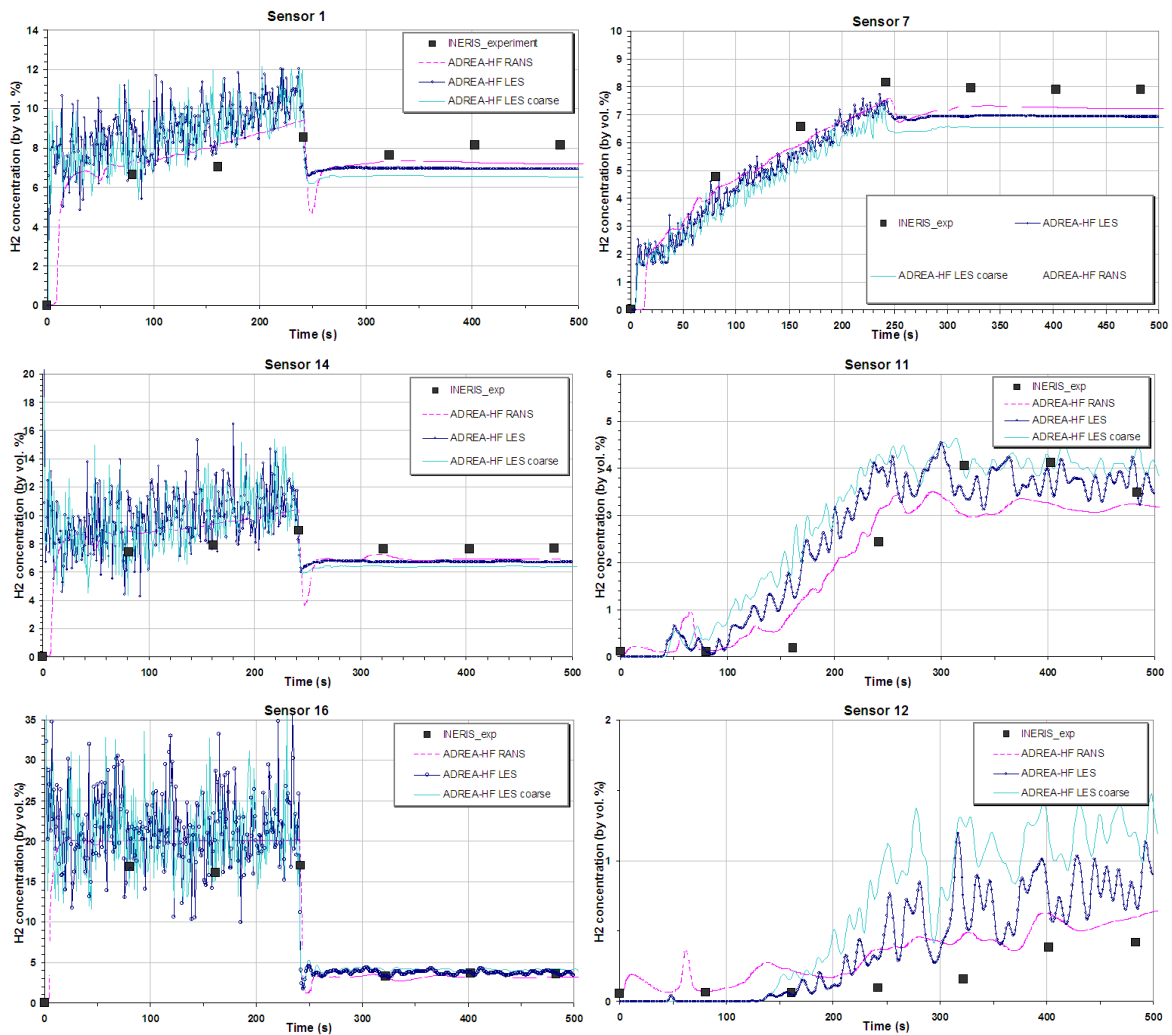 Sensor 1
H2 concentration (by vol. %)
14
12
10
8
6
4
2
0
INERIS_experiment
ADREA-HF RANS
ADREA-HF LES
ADREA-HF LES coarse
0 100 200 300 400 500
Time (s)
Sensor 7
H2 concentration (by vol. %)
10
9
8
7
6
5
4
3
2
1
0
INERIS_exp ADREA-HF LES
ADREA-HF LES coarse ADREA-HF RANS
0 50 100 150 200 250 300 350 400 450 500
Time (s)
Sensor 14
H2 concentration (by vol. %)
20
18
16
14
12
10
8
6
4
2
0
INERIS_exp
ADREA-HF RANS
ADREA-HF LES
ADREA-HF LES coarse
0 100 200 300 400 500
Time (s)
Sensor 11
H2 concentration (by vol. %)
6
5
4
3
2
1
0
INERIS_exp
ADREA-HF RANS
ADREA-HF LES
ADREA-HF LES coarse
0 100 200 300 400 500
Time (s)
Sensor 16
H2 concentration (by vol. %)
35
30
25
20
15
10
5
0
INERIS_exp
ADREA-HF RANS
ADREA-HF LES
ADREA-HF LES coarse
0 100 200 300 400 500
Time (s)
Sensor 12
H2 concentration (by vol. %)
2
1
0
INERIS_exp
ADREA-HF RANS
ADREA-HF LES
ADREA-HF LES coarse
0 100 200 300 400 500
Time (s)